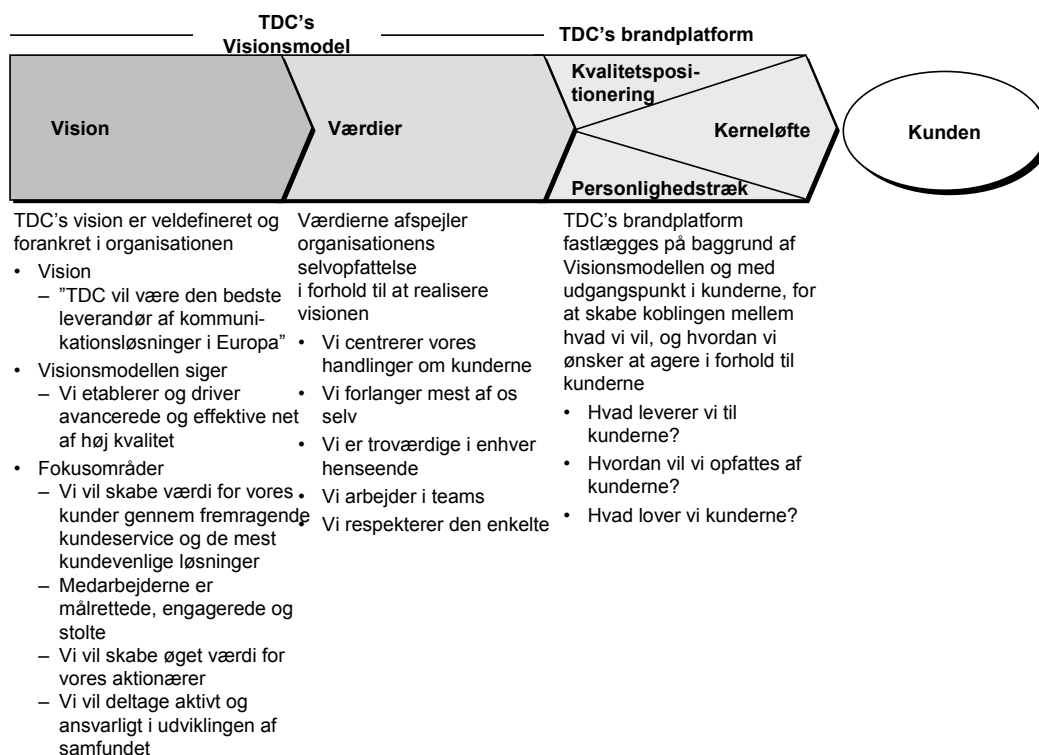 TDC's
Visionsmodel
TDC's brandplatform
Vision
Værdier
Kvalitetsposi-
tionering
Kerneløfte
Personlighedstræk
Kunden
TDC's vision er veldefineret og
forankret i organisationen
• Vision
– ”TDC vil være den bedste
leverandør af kommuni-
kationsløsninger i Europa”
• Visionsmodellen siger
– Vi etablerer og driver
avancerede og effektive net
af høj kvalitet
• Fokusområder
– Vi vil skabe værdi for vores
kunder gennem fremragende
kundeservice og de mest
kundevenlige løsninger
– Medarbejderne er
målrettede, engagerede og
stolte
– Vi vil skabe øget værdi for
vores aktionærer
– Vi vil deltage aktivt og
ansvarligt i udviklingen af
samfundet
Værdierne afspejler
organisationens
selvopfattelse
i forhold til at realisere
visionen
• Vi centrerer vores
handlinger om kunderne
• Vi forlanger mest af os
selv
• Vi er troværdige i enhver
henseende
• Vi arbejder i teams
• Vi respekterer den enkelte
TDC's brandplatform
fastlægges på baggrund af
Visionsmodellen og med
udgangspunkt i kunderne, for
at skabe koblingen mellem
hvad vi vil, og hvordan vi
ønsker at agere i forhold til
kunderne
• Hvad leverer vi til
kunderne?
• Hvordan vil vi opfattes af
kunderne?
• Hvad lover vi kunderne?